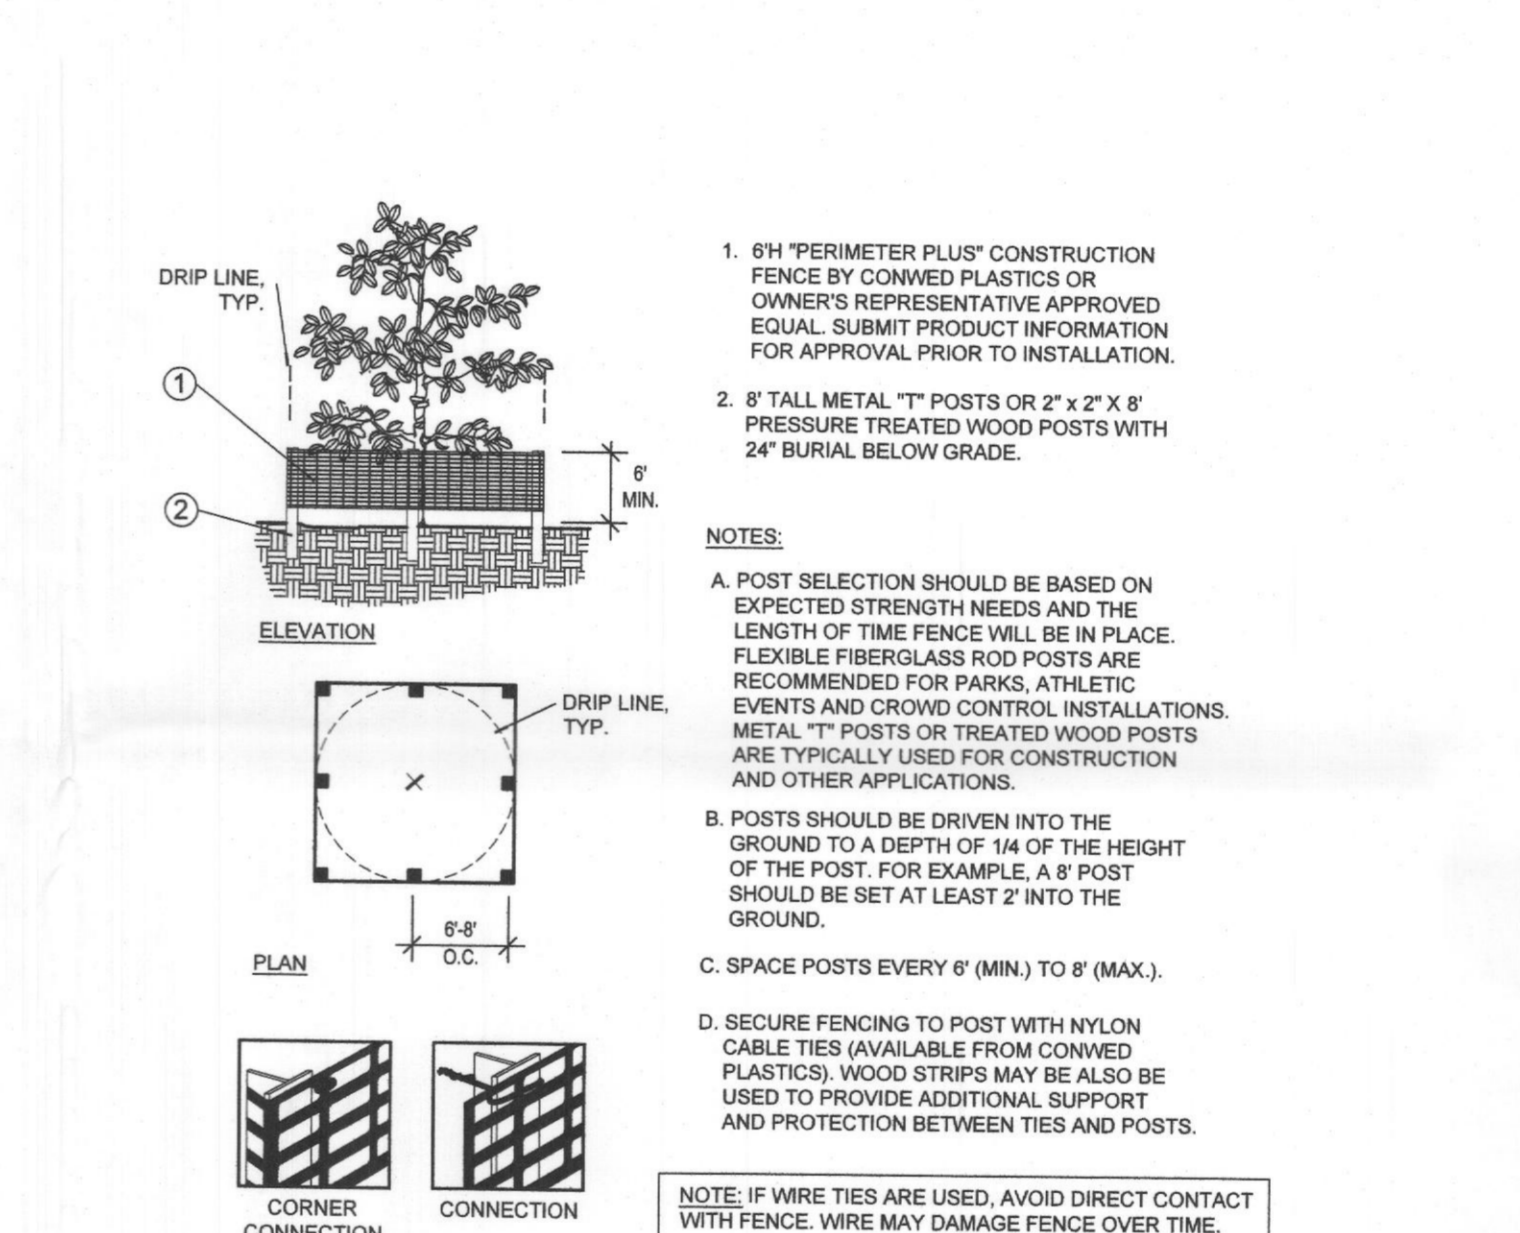 DRIP LINE,
TYP.
1
2
6'
MIN.
ELEVATION
DRIP LINE,
TYP.
6'-8'
O.C.
PLAN
CORNER
CONNECTION
CONNECTION
1. 6'H "PERIMETER PLUS" CONSTRUCTION
FENCE BY CONWED PLASTICS OR
OWNER'S REPRESENTATIVE APPROVED
EQUAL. SUBMIT PRODUCT INFORMATION
FOR APPROVAL PRIOR TO INSTALLATION.
2. 8' TALL METAL "T" POSTS OR 2" x 2" X 8'
PRESSURE TREATED WOOD POSTS WITH
24" BURIAL BELOW GRADE.
NOTES:
A. POST SELECTION SHOULD BE BASED ON
EXPECTED STRENGTH NEEDS AND THE
LENGTH OF TIME FENCE WILL BE IN PLACE.
FLEXIBLE FIBERGLASS ROD POSTS ARE
RECOMMENDED FOR PARKS, ATHLETIC
EVENTS AND CROWD CONTROL INSTALLATIONS.
METAL "T" POSTS OR TREATED WOOD POSTS
ARE TYPICALLY USED FOR CONSTRUCTION
AND OTHER APPLICATIONS.
B. POSTS SHOULD BE DRIVEN INTO THE
GROUND TO A DEPTH OF 1/4 OF THE HEIGHT
OF THE POST. FOR EXAMPLE, A 8' POST
SHOULD BE SET AT LEAST 2' INTO THE
GROUND.
C. SPACE POSTS EVERY 6' (MIN.) TO 8' (MAX.).
D. SECURE FENCING TO POST WITH NYLON
CABLE TIES (AVAILABLE FROM CONWED
PLASTICS). WOOD STRIPS MAY BE ALSO BE
USED TO PROVIDE ADDITIONAL SUPPORT
AND PROTECTION BETWEEN TIES AND POSTS.
NOTE: IF WIRE TIES ARE USED, AVOID DIRECT CONTACT
WITH FENCE. WIRE MAY DAMAGE FENCE OVER TIME.